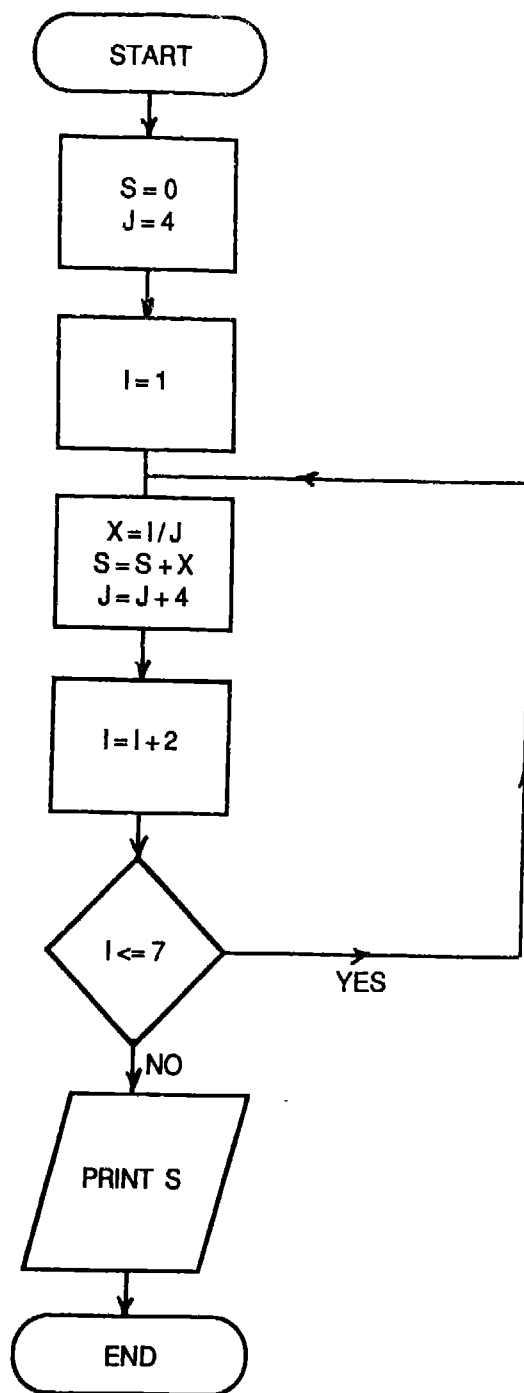 START
S=0
J=4
I=1
X=I/J
S=S+X
J=J+4
I=I+2
I<=7
YES
NO
PRINT S
END